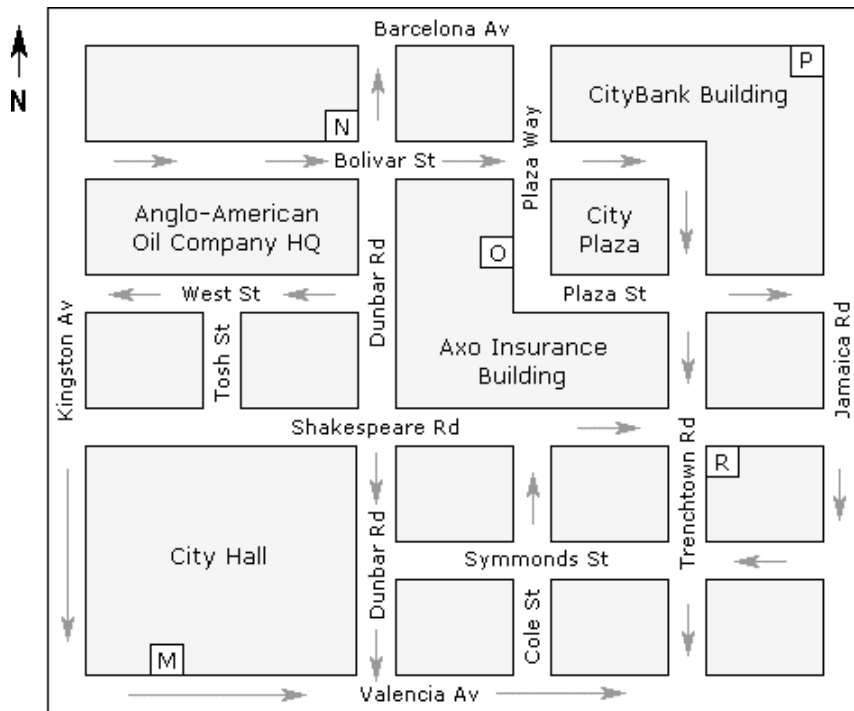 Barcelona Av
N
P
CityBank Building
N
Bolivar St
Plaza Way
Anglo-American
Oil Company HQ
Dunbar Rd
City
Plaza
O
West St
Plaza St
Kingston Av
Tosh St
Axo Insurance
Building
Jamaica Rd
Shakespeare Rd
Trenchtown Rd
R
City Hall
Dunbar Rd
Symmonds St
Cole St
M
Valencia Av